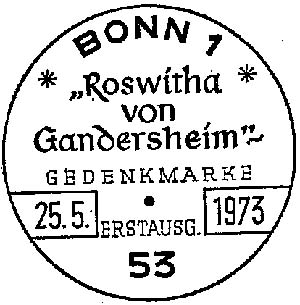 BONN 1
* „Roswitha *
von
Gandersheim"~
GEDENKMARKE
25.5. ERSTAUSG. 1973
53